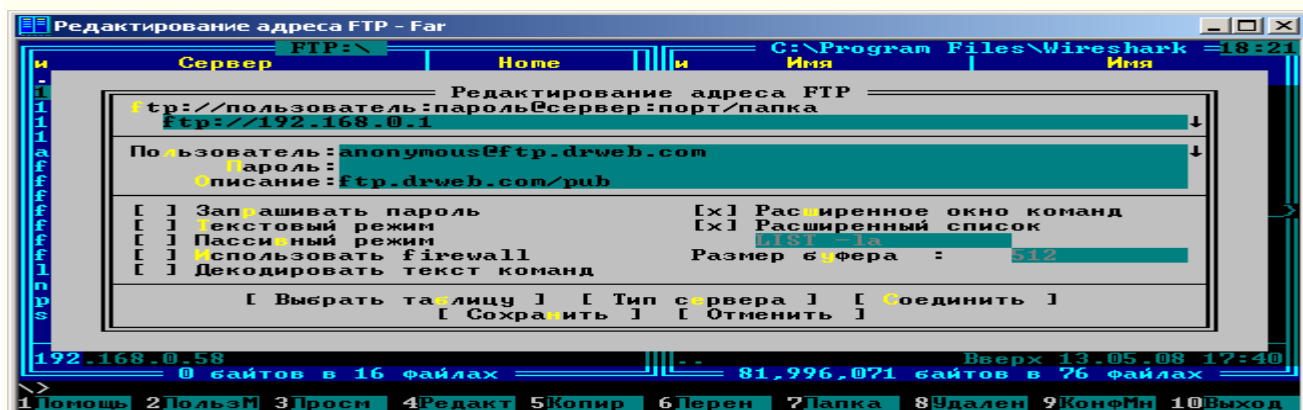 Редактирование адреса FTP - Far
FTP:\ C:\Program Files\Wireshark 18:21
и Сервер Home и Имя Имя
Редактирование адреса FTP
ftp://пользователь:пароль@сервер:порт/папка
ftp://192.168.0.1
Пользователь:anonymous@ftp.drweb.com
Пароль:
Описание:ftp.drweb.com/pub
[ ] Запрашивать пароль [x] Расширенное окно команд
[ ] Текстовый режим [x] Расширенный список
[ ] Пассивный режим LIST -la
[ ] Использовать firewall Размер буфера : 512
[ ] Декодировать текст команд
[ Выбрать таблицу ] [ Тип сервера ] [ Соединить ]
[ Сохранить ] [ Отменить ]
192.168.0.58 .. Вверх 13.05.08 17:40
0 байтов в 16 файлах 81,996,071 байтов в 76 файлах
\>
1Помощь 2ПользМ 3Просм 4Редакт 5Копир 6Перен 7Папка 8Удален 9КонфМн 10Выход